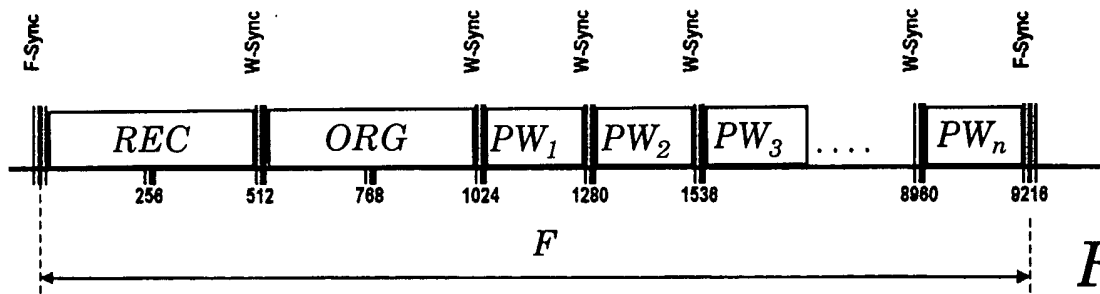 F-Sync W-Sync W-Sync W-Sync W-Sync W-Sync F-Sync
REC ORG PW1 PW2 PW3 .... PWn
256 512 768 1024 1280 1536 8960 9216
F